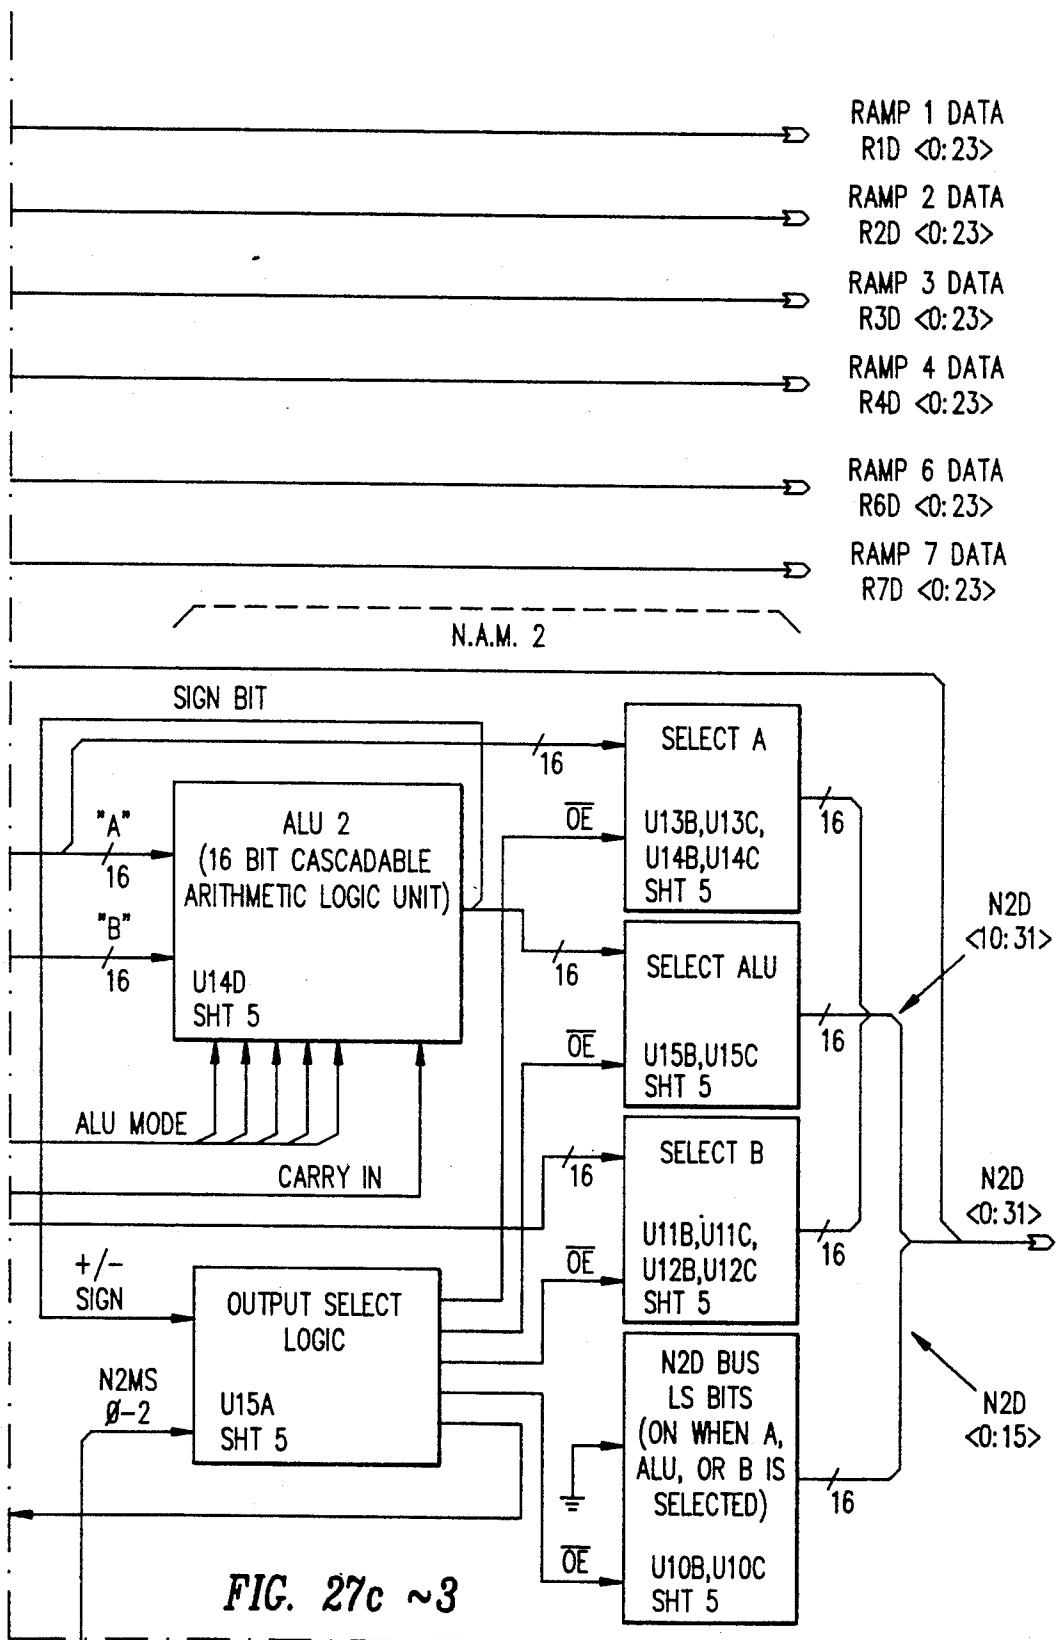 RAMP 1 DATA
R1D <0:23>
RAMP 2 DATA
R2D <0:23>
RAMP 3 DATA
R3D <0:23>
RAMP 4 DATA
R4D <0:23>
RAMP 6 DATA
R6D <0:23>
RAMP 7 DATA
R7D <0:23>
N.A.M. 2
SIGN BIT
"A"
16
"B"
16
ALU 2
(16 BIT CASCADABLE
ARITHMETIC LOGIC UNIT)
U14D
SHT 5
ALU MODE
CARRY IN
16
OE
SELECT A
U13B,U13C,
U14B,U14C
SHT 5
16
16
OE
SELECT ALU
U15B,U15C
SHT 5
16
N2D
<10:31>
16
OE
SELECT B
U11B,U11C,
U12B,U12C
SHT 5
16
N2D
<0:31>
+/-
SIGN
N2MS
Ø-2
OUTPUT SELECT
LOGIC
U15A
SHT 5
N2D BUS
LS BITS
(ON WHEN A,
ALU, OR B IS
SELECTED)
U10B,U10C
SHT 5
OE
16
N2D
<0:15>
FIG. 27c ~3